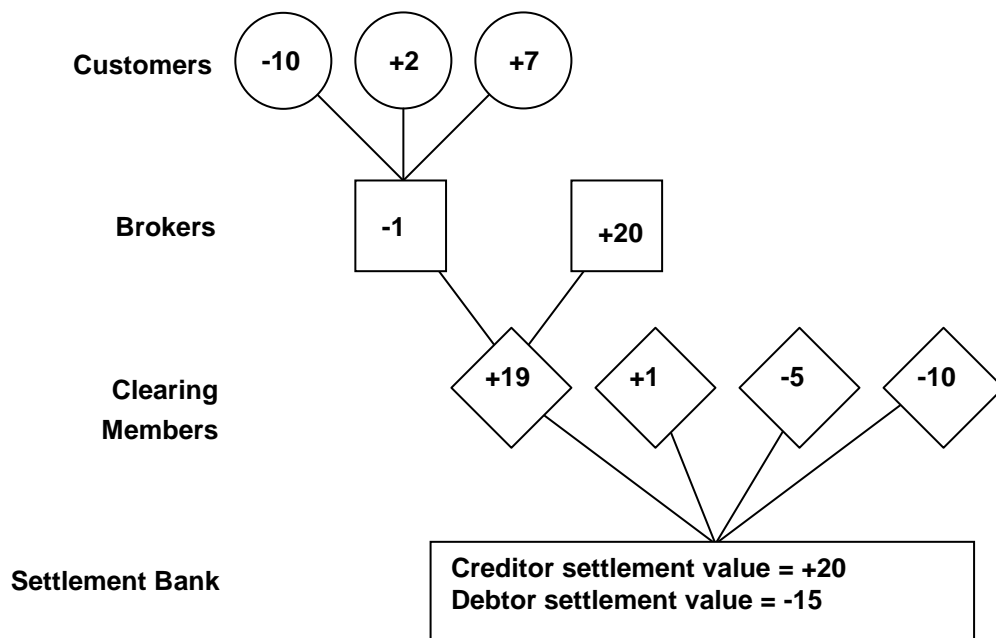 Customers
-10
+2
+7
Brokers
-1
+20
Clearing
Members
+19
+1
-5
-10
Settlement Bank
Creditor settlement value = +20
Debtor settlement value = -15